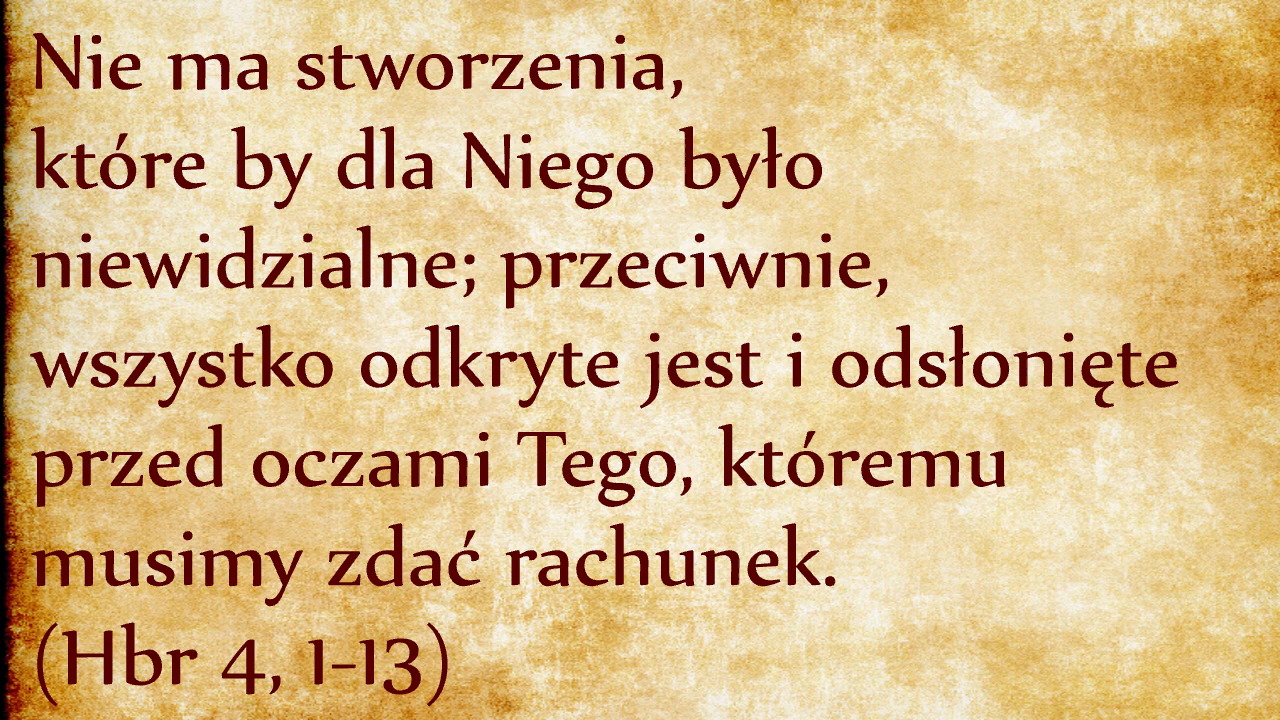 Nie ma stworzenia,
które by dla Niego było
niewidzialne; przeciwnie,
wszystko odkryte jest i odsłonięte
przed oczami Tego, któremu
musimy zdać rachunek.
(Hbr 4, 1-13)